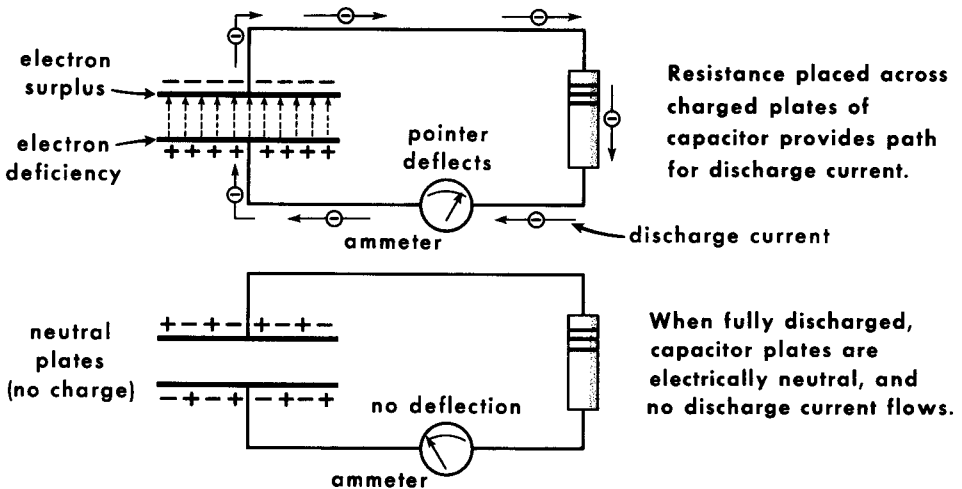 electron
surplus
electron
deficiency
pointer
deflects
ammeter
discharge current
Resistance placed across
charged plates of
capacitor provides path
for discharge current.
neutral
plates
(no charge)
no deflection
ammeter
When fully discharged,
capacitor plates are
electrically neutral, and
no discharge current flows.